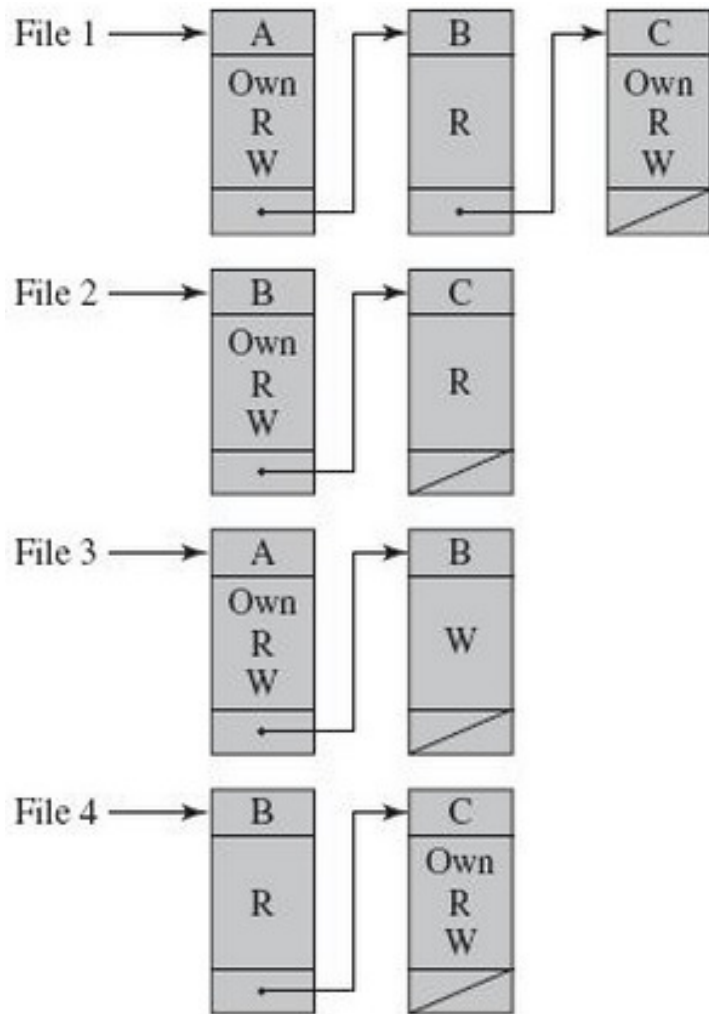 File 1 A B C
Own R Own
R R
W W
File 2 B C
Own R
R
W
File 3 A B
Own W
R
W
File 4 B C
R Own
R
W